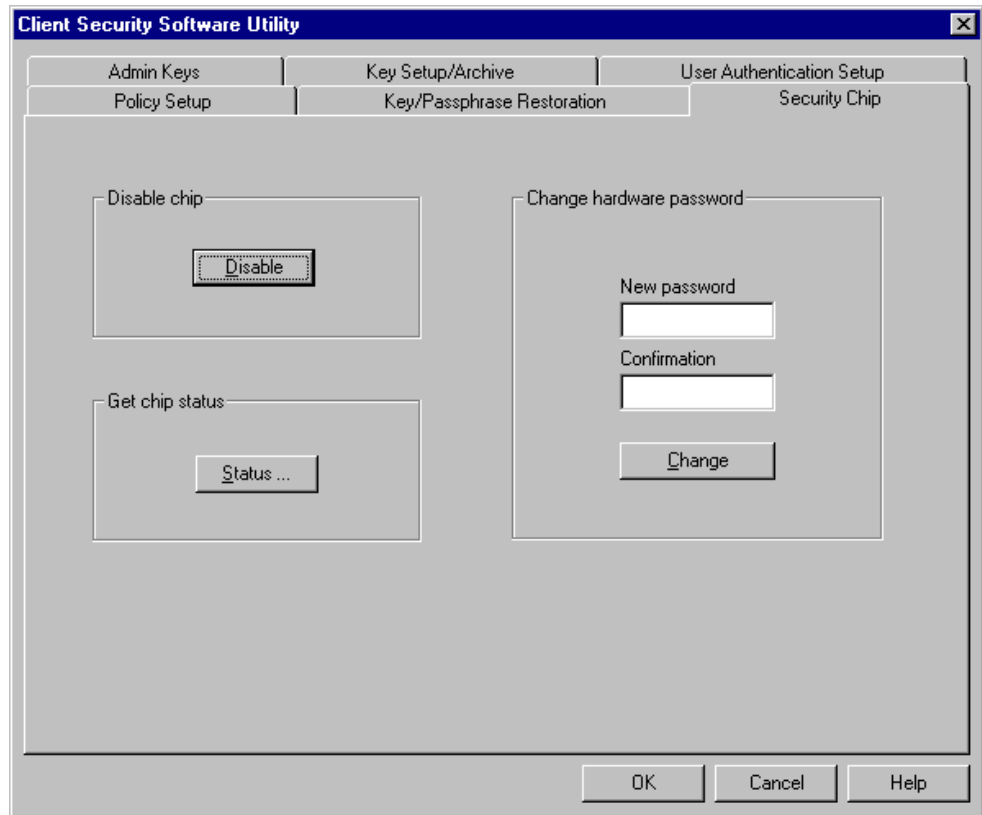 Client Security Software Utility
Admin Keys
Key Setup/Archive
User Authentication Setup
Policy Setup
Key/Passphrase Restoration
Security Chip
Disable chip
Disable
Change hardware password
New password
Confirmation
Change
Get chip status
Status ...
OK
Cancel
Help